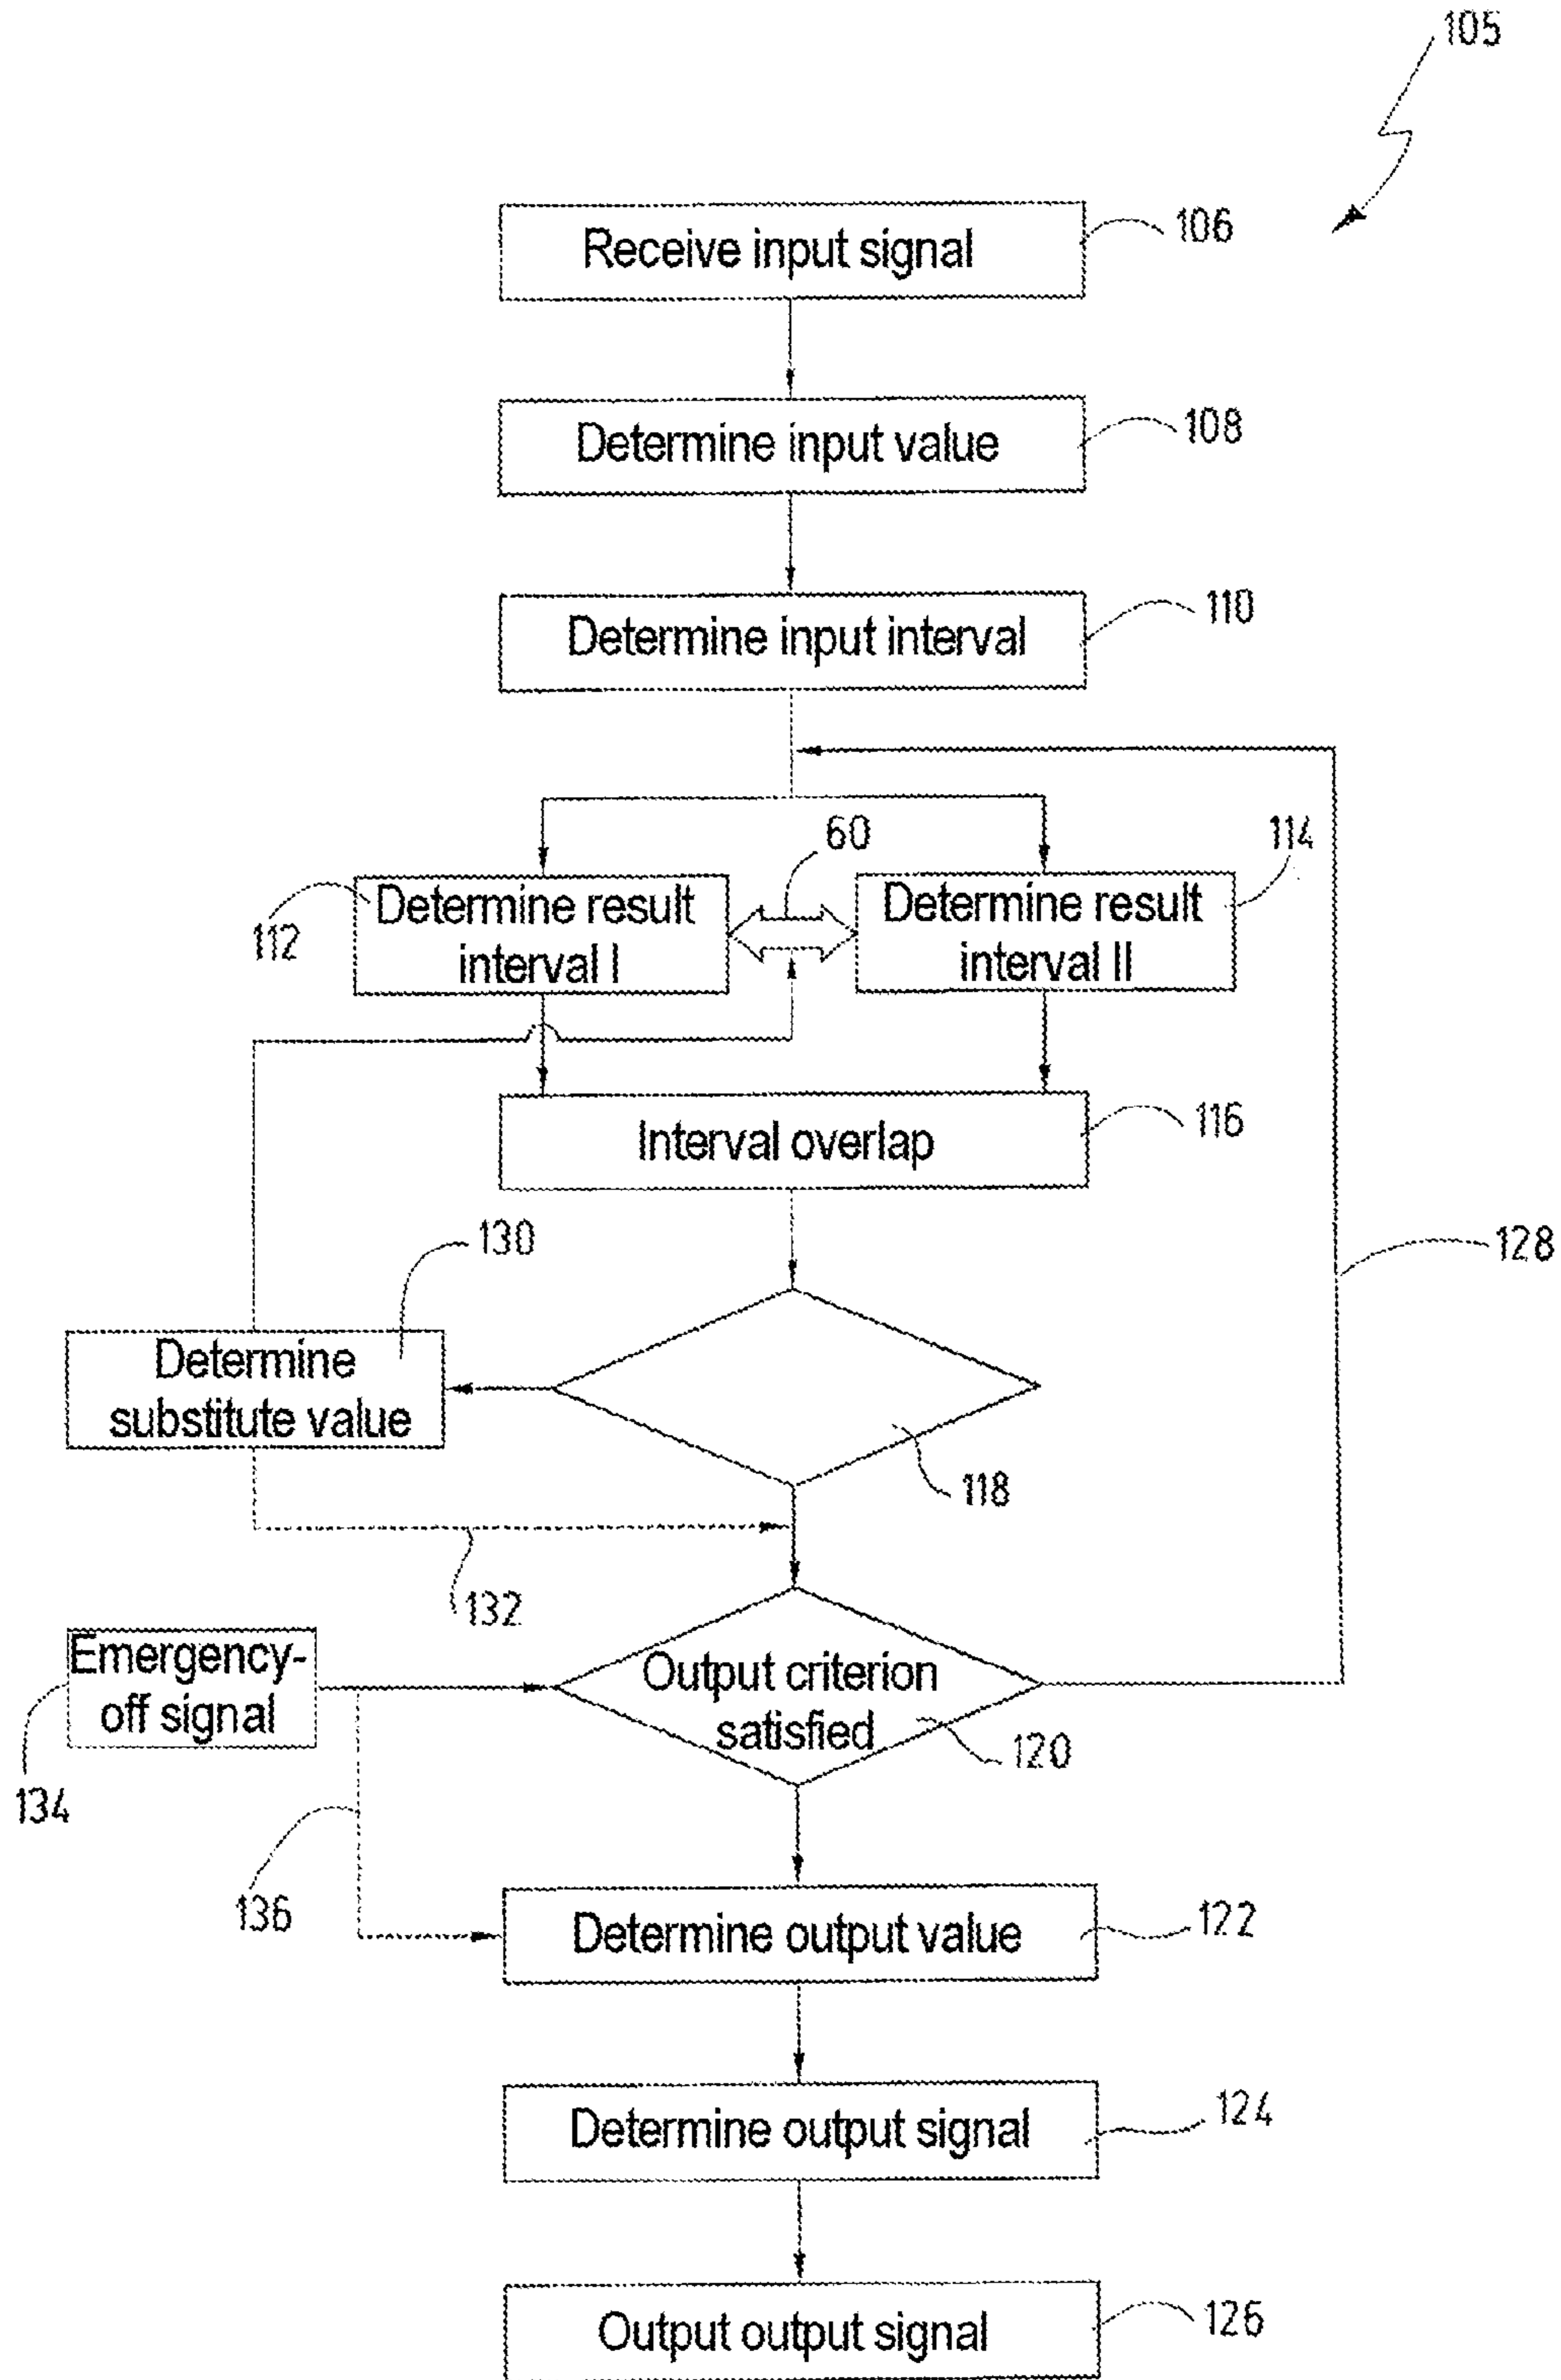 105
Receive input signal
106
Determine input value
108
Determine input interval
110
60
114
Determine result
interval I
112
Determine result
interval II
Interval overlap
116
130
128
Determine
substitute value
118
132
Emergency-
off signal
134
Output criterion
satisfied
120
136
Determine output value
122
Determine output signal
124
Output output signal
126